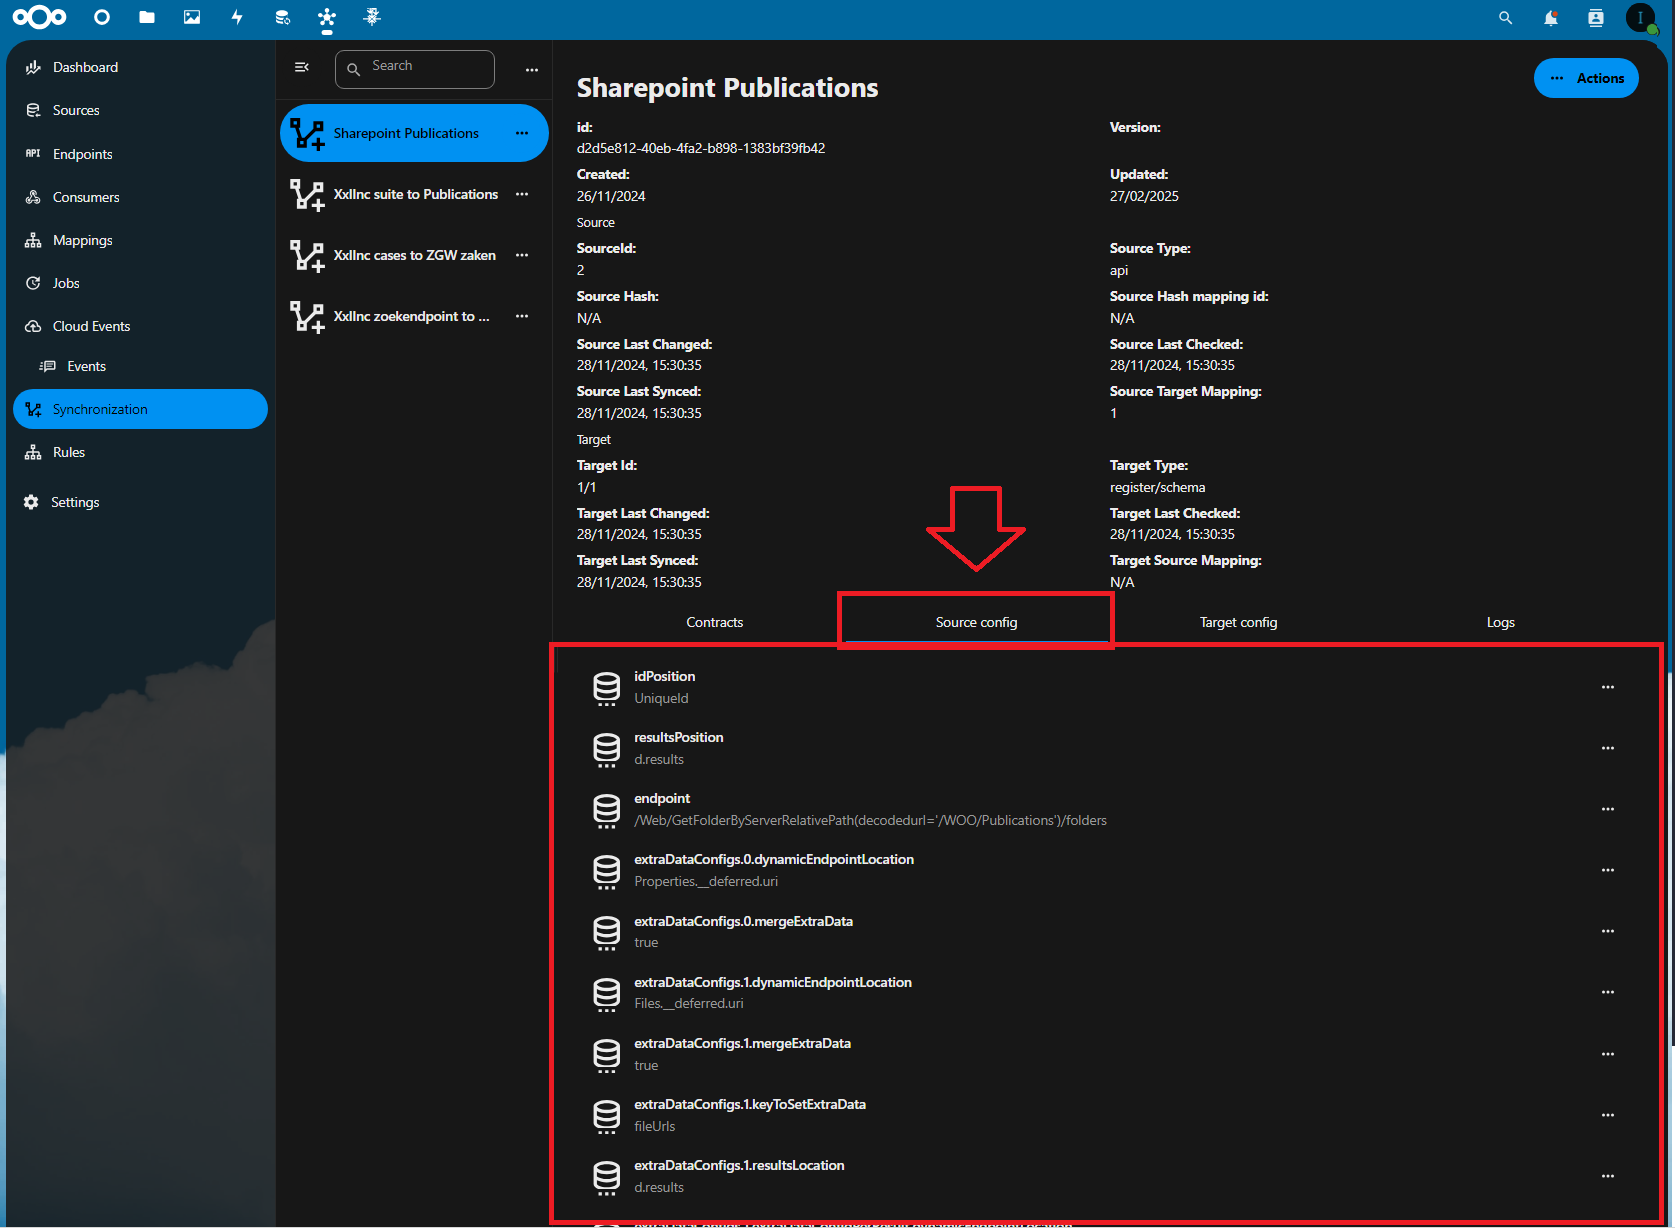 I
Dashboard
Sources
API Endpoints
Consumers
Mappings
Jobs
Cloud Events
Events
Synchronization
Rules
Settings
Search
Sharepoint Publications
Xxllnc suite to Publications
Xxllnc cases to ZGW zaken
Xxllnc zoekendpoint to ...
Sharepoint Publications
Actions
id:
d2d5e812-40eb-4fa2-b898-1383bf39fb42
Version:
Created:
26/11/2024
Updated:
27/02/2025
Source
SourceId:
2
Source Type:
api
Source Hash:
N/A
Source Hash mapping id:
N/A
Source Last Changed:
28/11/2024, 15:30:35
Source Last Checked:
28/11/2024, 15:30:35
Source Last Synced:
28/11/2024, 15:30:35
Source Target Mapping:
1
Target
Target Id:
1/1
Target Type:
register/schema
Target Last Changed:
28/11/2024, 15:30:35
Target Last Checked:
28/11/2024, 15:30:35
Target Last Synced:
28/11/2024, 15:30:35
Target Source Mapping:
N/A
Contracts Source config Target config Logs
idPosition
UniqueId
resultsPosition
d.results
endpoint
/Web/GetFolderByServerRelativePath(decodedurl='/WOO/Publications')/folders
extraDataConfigs.0.dynamicEndpointLocation
Properties.__deferred.uri
extraDataConfigs.0.mergeExtraData
true
extraDataConfigs.1.dynamicEndpointLocation
Files.__deferred.uri
extraDataConfigs.1.mergeExtraData
true
extraDataConfigs.1.keyToSetExtraData
fileUrls
extraDataConfigs.1.resultsLocation
d.results